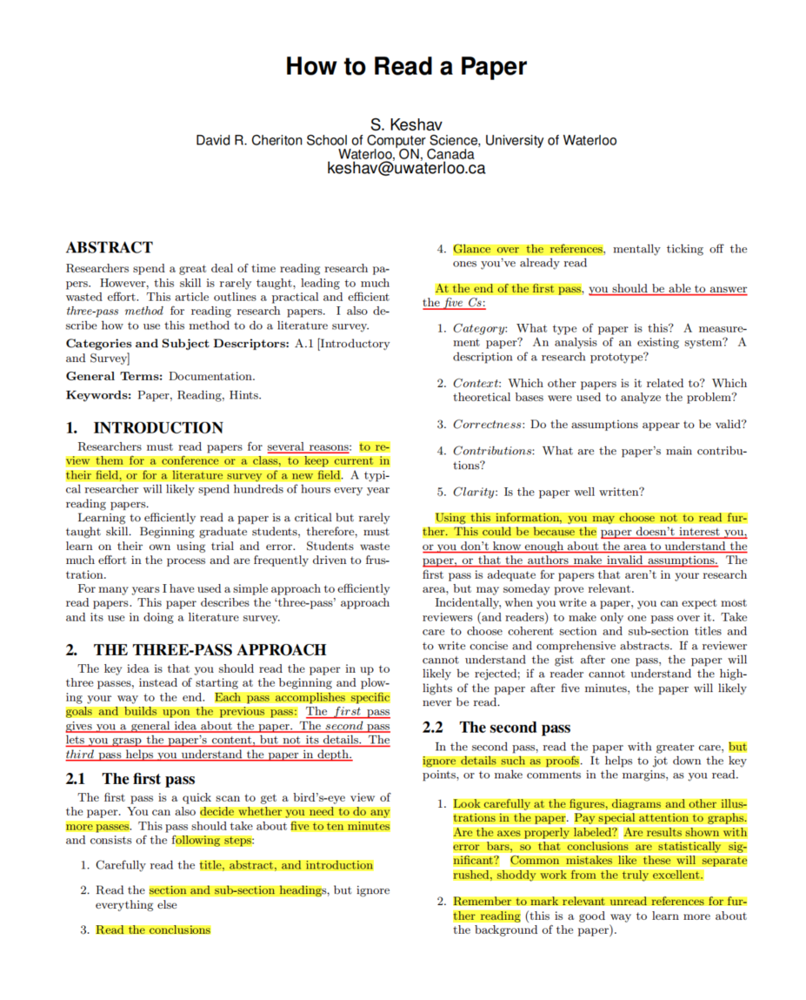 How to Read a Paper
S. Keshav
David R. Cheriton School of Computer Science, University of Waterloo
Waterloo, ON, Canada
keshav@uwaterloo.ca
ABSTRACT
Researchers spend a great deal of time reading research pa-
pers. However, this skill is rarely taught, leading to much
wasted effort. This article outlines a practical and efficient
three-pass method for reading research papers. I also de-
scribe how to use this method to do a literature survey.
Categories and Subject Descriptors: A.1 [Introductory
and Survey]
General Terms: Documentation.
Keywords: Paper, Reading, Hints.
1. INTRODUCTION
Researchers must read papers for several reasons: to re-
view them for a conference or a class, to keep current in
their field, or for a literature survey of a new field. A typi-
cal researcher will likely spend hundreds of hours every year
reading papers.
Learning to efficiently read a paper is a critical but rarely
taught skill. Beginning graduate students, therefore, must
learn on their own using trial and error. Students waste
much effort in the process and are frequently driven to frus-
tration.
For many years I have used a simple approach to efficiently
read papers. This paper describes the ‘three-pass’ approach
and its use in doing a literature survey.
2. THE THREE-PASS APPROACH
The key idea is that you should read the paper in up to
three passes, instead of starting at the beginning and plow-
ing your way to the end. Each pass accomplishes specific
goals and builds upon the previous pass: The first pass
gives you a general idea about the paper. The second pass
lets you grasp the paper’s content, but not its details. The
third pass helps you understand the paper in depth.
2.1 The first pass
The first pass is a quick scan to get a bird’s-eye view of
the paper. You can also decide whether you need to do any
more passes. This pass should take about five to ten minutes
and consists of the following steps:
1. Carefully read the title, abstract, and introduction
2. Read the section and sub-section headings, but ignore
everything else
3. Read the conclusions
4. Glance over the references, mentally ticking off the
ones you’ve already read
At the end of the first pass, you should be able to answer
the five Cs:
1. Category: What type of paper is this? A measure-
ment paper? An analysis of an existing system? A
description of a research prototype?
2. Context: Which other papers is it related to? Which
theoretical bases were used to analyze the problem?
3. Correctness: Do the assumptions appear to be valid?
4. Contributions: What are the paper’s main contribu-
tions?
5. Clarity: Is the paper well written?
Using this information, you may choose not to read fur-
ther. This could be because the paper doesn’t interest you,
or you don’t know enough about the area to understand the
paper, or that the authors make invalid assumptions. The
first pass is adequate for papers that aren’t in your research
area, but may someday prove relevant.
Incidentally, when you write a paper, you can expect most
reviewers (and readers) to make only one pass over it. Take
care to choose coherent section and sub-section titles and
to write concise and comprehensive abstracts. If a reviewer
cannot understand the gist after one pass, the paper will
likely be rejected; if a reader cannot understand the high-
lights of the paper after five minutes, the paper will likely
never be read.
2.2 The second pass
In the second pass, read the paper with greater care, but
ignore details such as proofs. It helps to jot down the key
points, or to make comments in the margins, as you read.
1. Look carefully at the figures, diagrams and other illus-
trations in the paper. Pay special attention to graphs.
Are the axes properly labeled? Are results shown with
error bars, so that conclusions are statistically sig-
nificant? Common mistakes like these will separate
rushed, shoddy work from the truly excellent.
2. Remember to mark relevant unread references for fur-
ther reading (this is a good way to learn more about
the background of the paper).